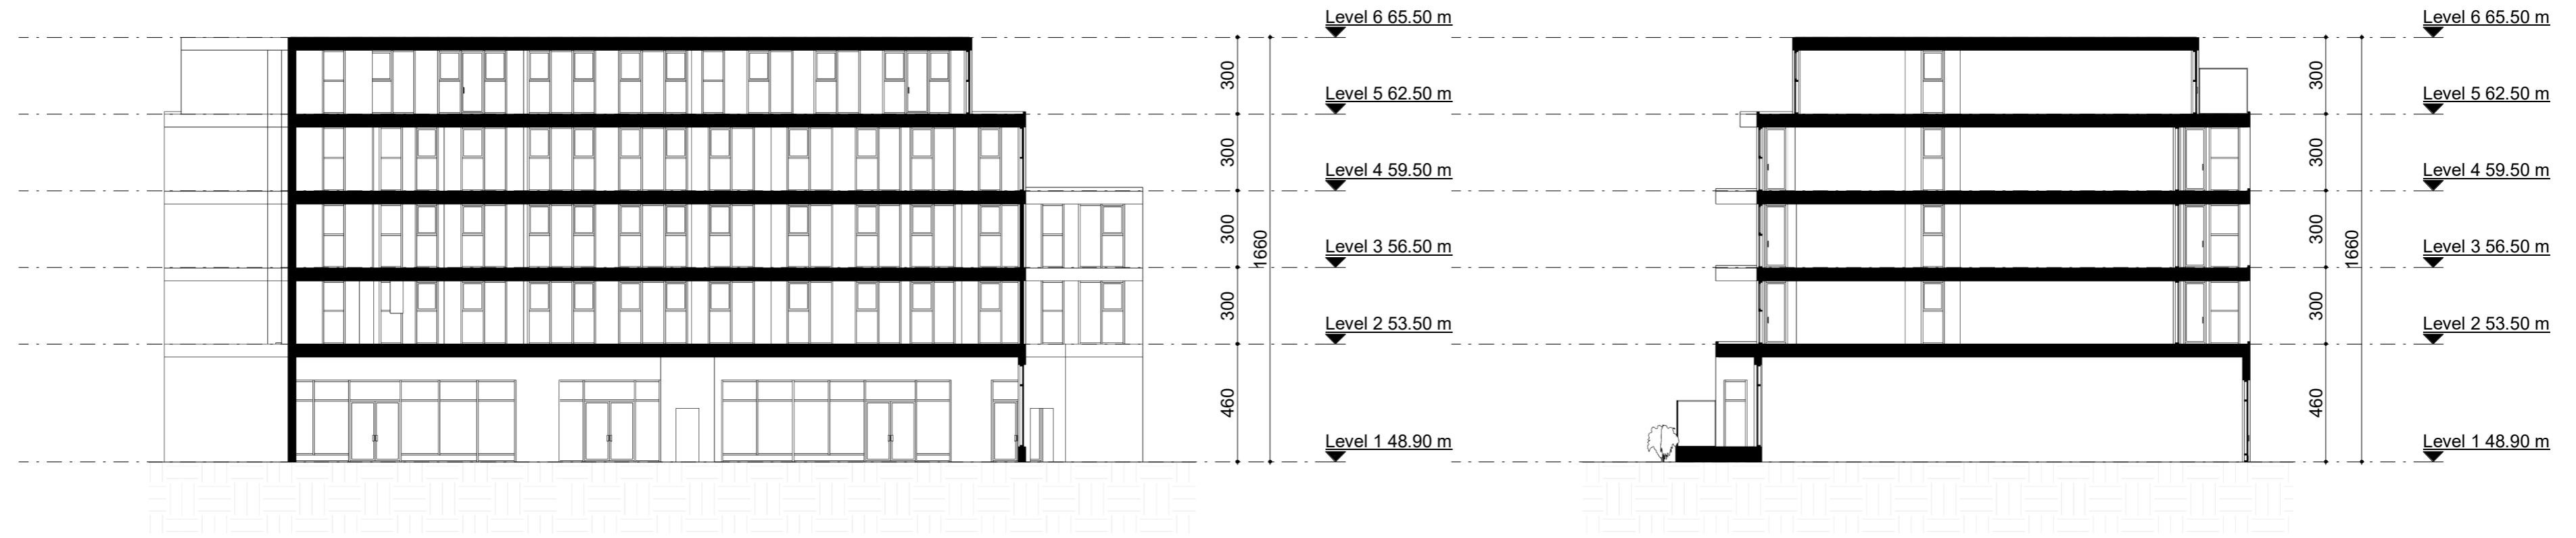 Level 6 65.50 m
300
Level 5 62.50 m
300
Level 4 59.50 m
300
1660
Level 3 56.50 m
300
Level 2 53.50 m
460
Level 1 48.90 m
Level 6 65.50 m
300
Level 5 62.50 m
300
Level 4 59.50 m
300
1660
Level 3 56.50 m
300
Level 2 53.50 m
460
Level 1 48.90 m